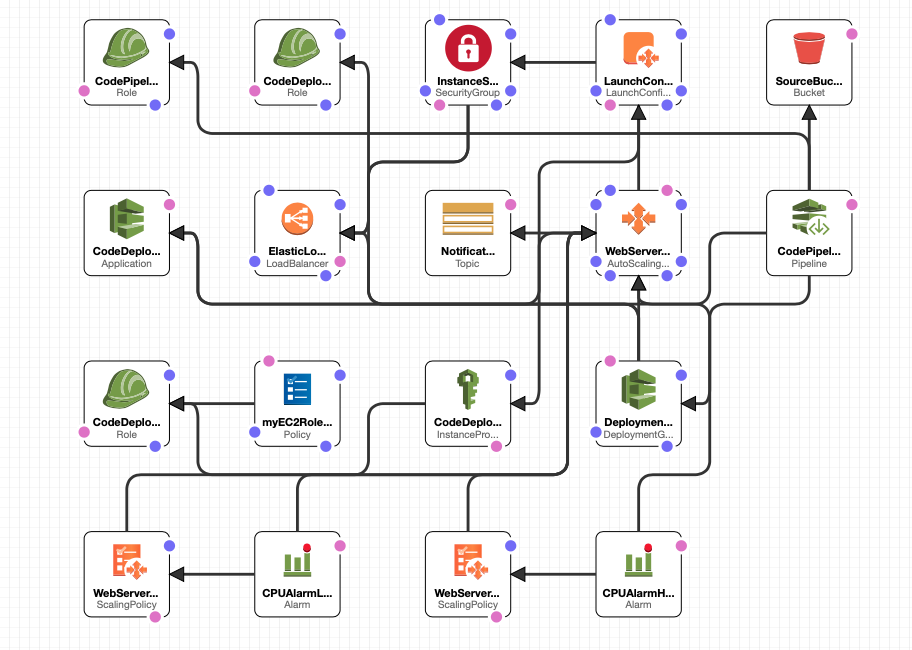 CodePipel...
Role
CodeDeplo...
Role
InstanceS...
SecurityGroup
LaunchCon...
LaunchConfi...
SourceBuc...
Bucket
CodeDeplo...
Application
ElasticLo...
LoadBalancer
Notificat...
Topic
WebServer...
AutoScaling...
CodePipel...
Pipeline
CodeDeplo...
Role
myEC2Role...
Policy
CodeDeplo...
InstancePro...
Deploymen...
DeploymentG...
WebServer...
ScalingPolicy
CPUAlarmL...
Alarm
WebServer...
ScalingPolicy
CPUAlarmH...
Alarm